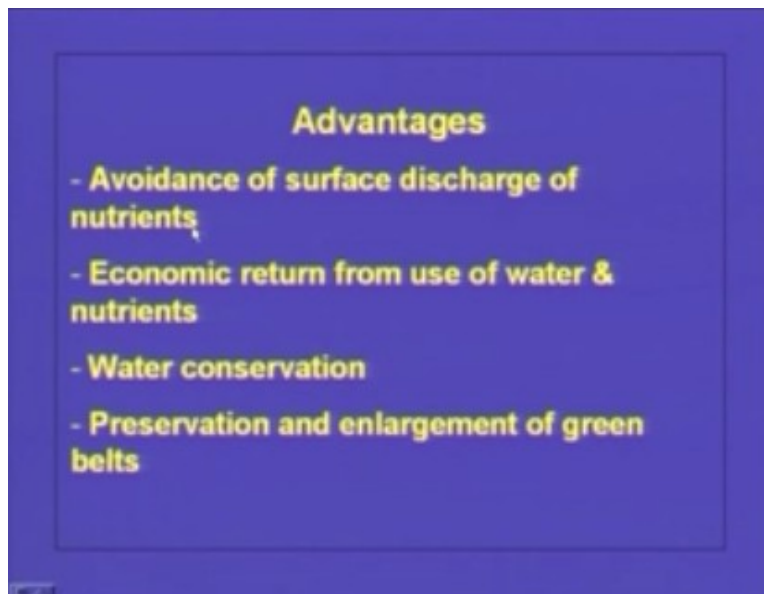 Advantages
- Avoidance of surface discharge of
nutrients
- Economic return from use of water &
nutrients
- Water conservation
- Preservation and enlargement of green
belts